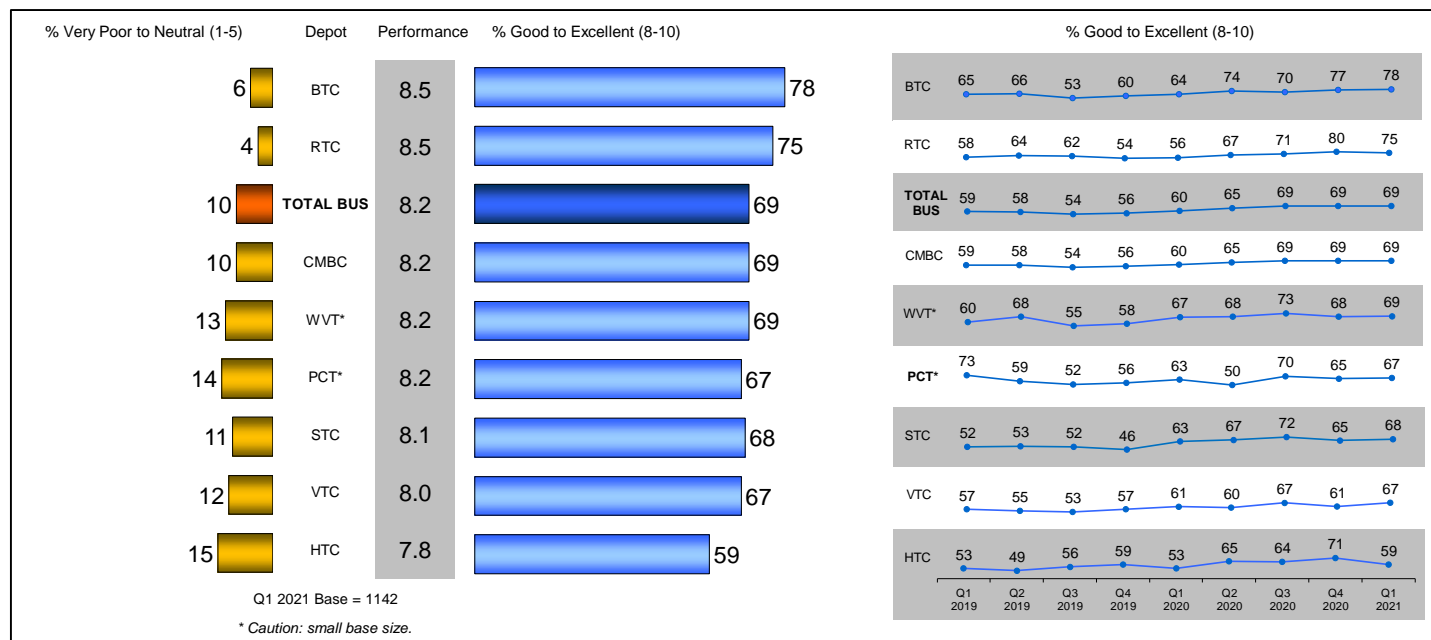 % Very Poor to Neutral (1-5) Depot Performance % Good to Excellent (8-10)
6 BTC 8.5 78
4 RTC 8.5 75
10 TOTAL BUS 8.2 69
10 CMBC 8.2 69
13 WVT* 8.2 69
14 PCT* 8.2 67
11 STC 8.1 68
12 VTC 8.0 67
15 HTC 7.8 59
Q1 2021 Base = 1142
* Caution: small base size.
% Good to Excellent (8-10)
BTC 65 66 53 60 64 74 70 77 78
RTC 58 64 62 54 56 67 71 80 75
TOTAL
BUS 59 58 54 56 60 65 69 69 69
CMBC 59 58 54 56 60 65 69 69 69
WVT* 60 68 55 58 67 68 73 68 69
PCT* 73 59 52 56 63 50 70 65 67
STC 52 53 52 46 63 67 72 65 68
VTC 57 55 53 57 61 60 67 61 67
HTC 53 49 56 59 53 65 64 71 59
Q1 Q2 Q3 Q4 Q1 Q2 Q3 Q4 Q1
2019 2019 2019 2019 2020 2020 2020 2020 2021